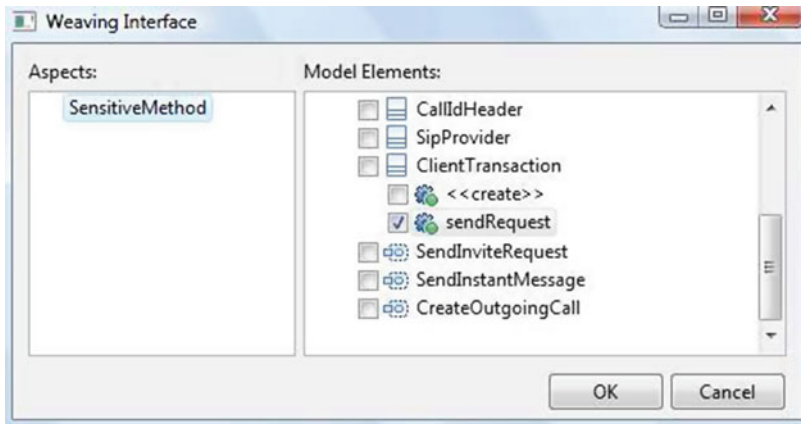 Weaving Interface
Aspects:
Model Elements:
SensitiveMethod
CallIdHeader
SipProvider
ClientTransaction
<<create>>
sendRequest
SendInviteRequest
SendInstantMessage
CreateOutgoingCall
OK
Cancel